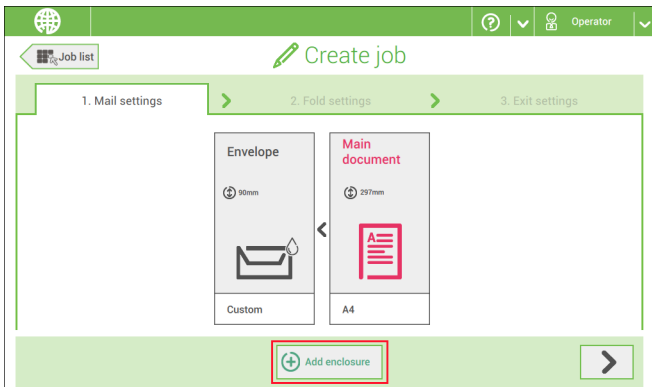 Operator
Job list
Create job
1. Mail settings
2. Fold settings
3. Exit settings
Envelope
90mm
Custom
Main
document
297mm
A
A4
Add enclosure